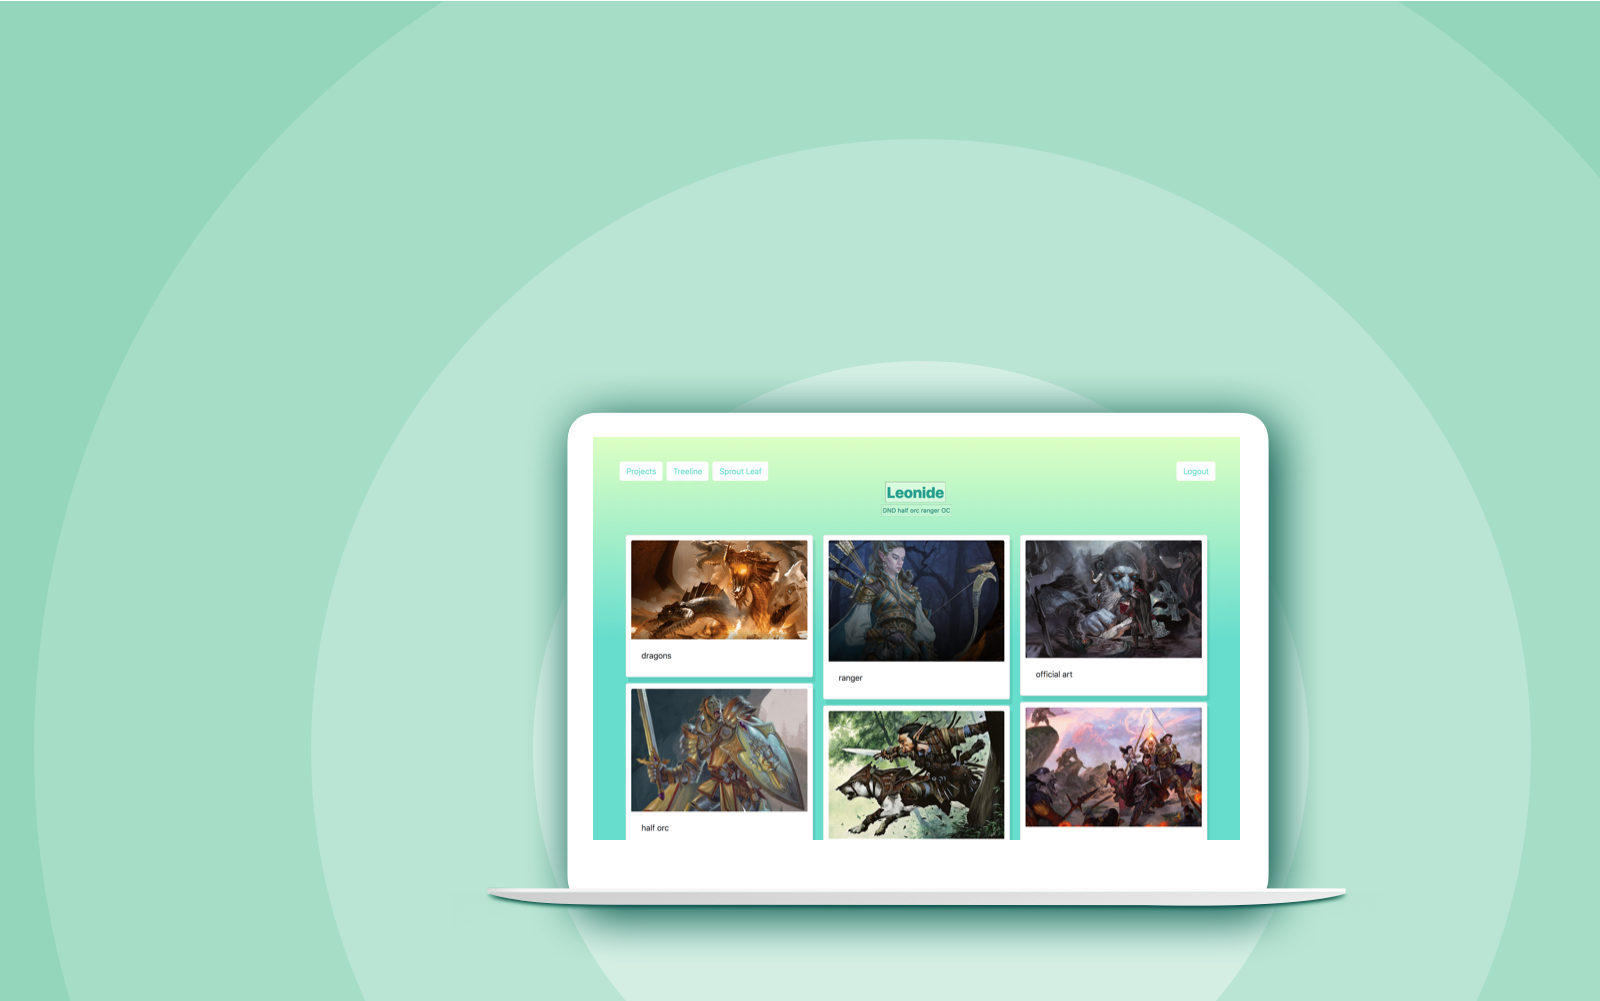 Projects
Treeline
Sprout Leaf
Logout
Leonide
DND half orc ranger OC
dragons
ranger
official art
half orc